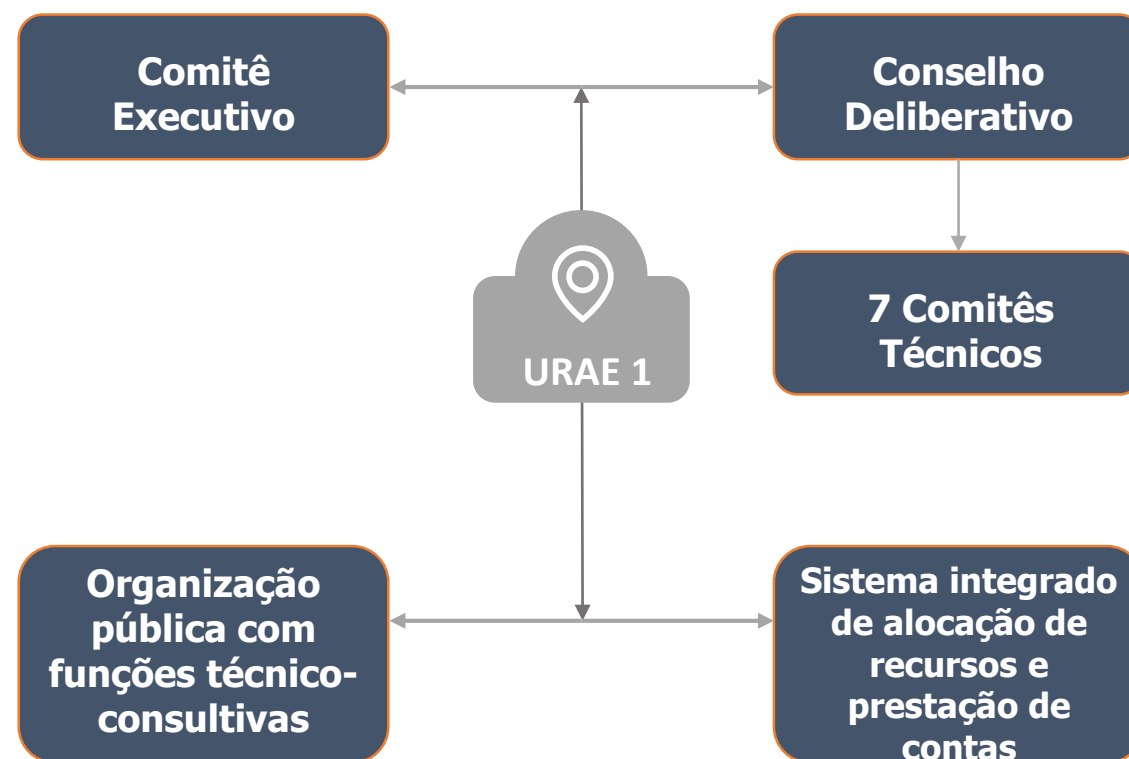 Comitê
Executivo
Conselho
Deliberativo
7 Comitês
Técnicos
URAE 1
Organização
pública com
funções técnico-
consultivas
Sistema integrado
de alocação de
recursos e
prestação de
contas